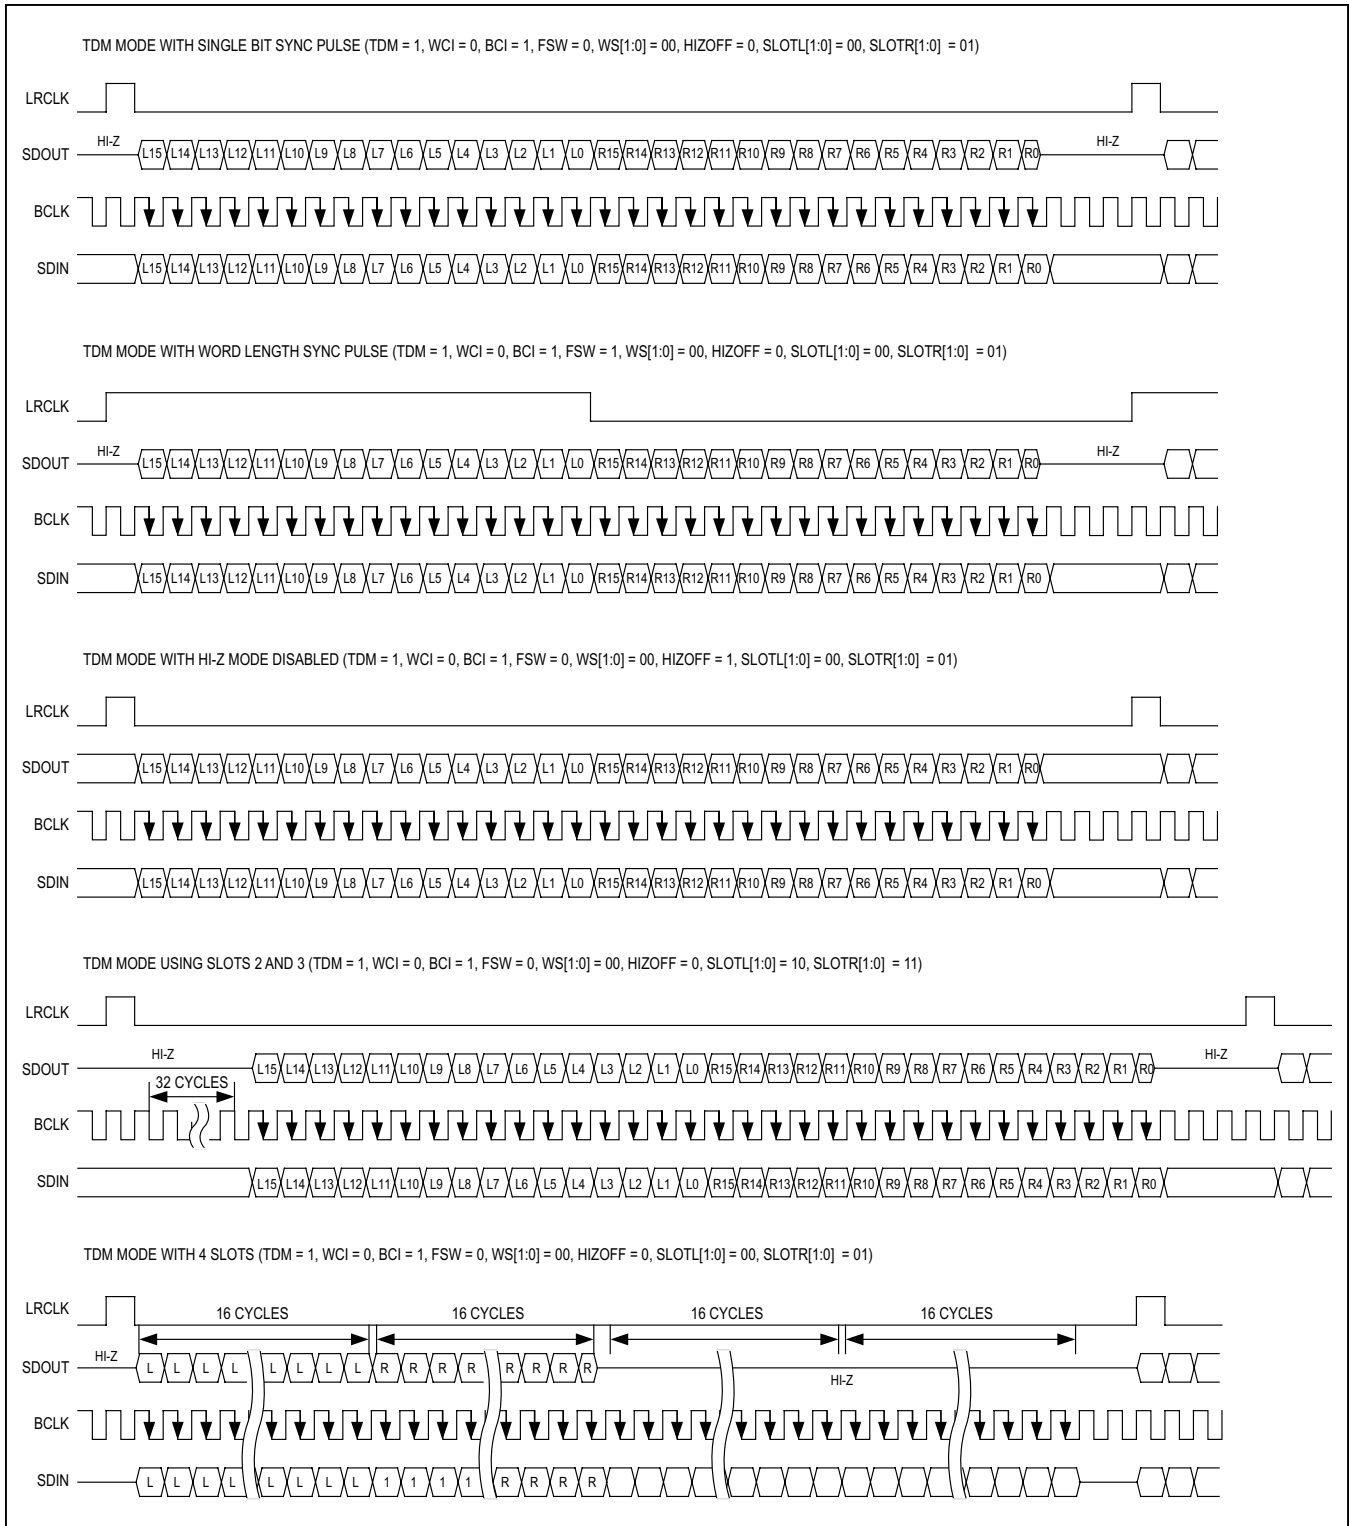 TDM MODE WITH SINGLE BIT SYNC PULSE (TDM = 1, WCI = 0, BCI = 1, FSW = 0, WS[1:0] = 00, HIZOFF = 0, SLOTL[1:0] = 00, SLOTR[1:0] = 01)
LRCLK
HI-Z
SDOUT L15 L14 L13 L12 L11 L10 L9 L8 L7 L6 L5 L4 L3 L2 L1 L0 R15 R14 R13 R12 R11 R10 R9 R8 R7 R6 R5 R4 R3 R2 R1 R0 HI-Z
BCLK
SDIN L15 L14 L13 L12 L11 L10 L9 L8 L7 L6 L5 L4 L3 L2 L1 L0 R15 R14 R13 R12 R11 R10 R9 R8 R7 R6 R5 R4 R3 R2 R1 R0
TDM MODE WITH WORD LENGTH SYNC PULSE (TDM = 1, WCI = 0, BCI = 1, FSW = 1, WS[1:0] = 00, HIZOFF = 0, SLOTL[1:0] = 00, SLOTR[1:0] = 01)
LRCLK
HI-Z
SDOUT L15 L14 L13 L12 L11 L10 L9 L8 L7 L6 L5 L4 L3 L2 L1 L0 R15 R14 R13 R12 R11 R10 R9 R8 R7 R6 R5 R4 R3 R2 R1 R0 HI-Z
BCLK
SDIN L15 L14 L13 L12 L11 L10 L9 L8 L7 L6 L5 L4 L3 L2 L1 L0 R15 R14 R13 R12 R11 R10 R9 R8 R7 R6 R5 R4 R3 R2 R1 R0
TDM MODE WITH HI-Z MODE DISABLED (TDM = 1, WCI = 0, BCI = 1, FSW = 0, WS[1:0] = 00, HIZOFF = 1, SLOTL[1:0] = 00, SLOTR[1:0] = 01)
LRCLK
SDOUT L15 L14 L13 L12 L11 L10 L9 L8 L7 L6 L5 L4 L3 L2 L1 L0 R15 R14 R13 R12 R11 R10 R9 R8 R7 R6 R5 R4 R3 R2 R1 R0
BCLK
SDIN L15 L14 L13 L12 L11 L10 L9 L8 L7 L6 L5 L4 L3 L2 L1 L0 R15 R14 R13 R12 R11 R10 R9 R8 R7 R6 R5 R4 R3 R2 R1 R0
TDM MODE USING SLOTS 2 AND 3 (TDM = 1, WCI = 0, BCI = 1, FSW = 0, WS[1:0] = 00, HIZOFF = 0, SLOTL[1:0] = 10, SLOTR[1:0] = 11)
LRCLK
HI-Z HI-Z
SDOUT L15 L14 L13 L12 L11 L10 L9 L8 L7 L6 L5 L4 L3 L2 L1 L0 R15 R14 R13 R12 R11 R10 R9 R8 R7 R6 R5 R4 R3 R2 R1 R0
32 CYCLES
BCLK
SDIN L15 L14 L13 L12 L11 L10 L9 L8 L7 L6 L5 L4 L3 L2 L1 L0 R15 R14 R13 R12 R11 R10 R9 R8 R7 R6 R5 R4 R3 R2 R1 R0
TDM MODE WITH 4 SLOTS (TDM = 1, WCI = 0, BCI = 1, FSW = 0, WS[1:0] = 00, HIZOFF = 0, SLOTL[1:0] = 00, SLOTR[1:0] = 01)
LRCLK 16 CYCLES 16 CYCLES 16 CYCLES 16 CYCLES
HI-Z
SDOUT L L L L L L L L R R R R R R R R
HI-Z
BCLK
SDIN L L L L L L L L 1 1 1 1 R R R R